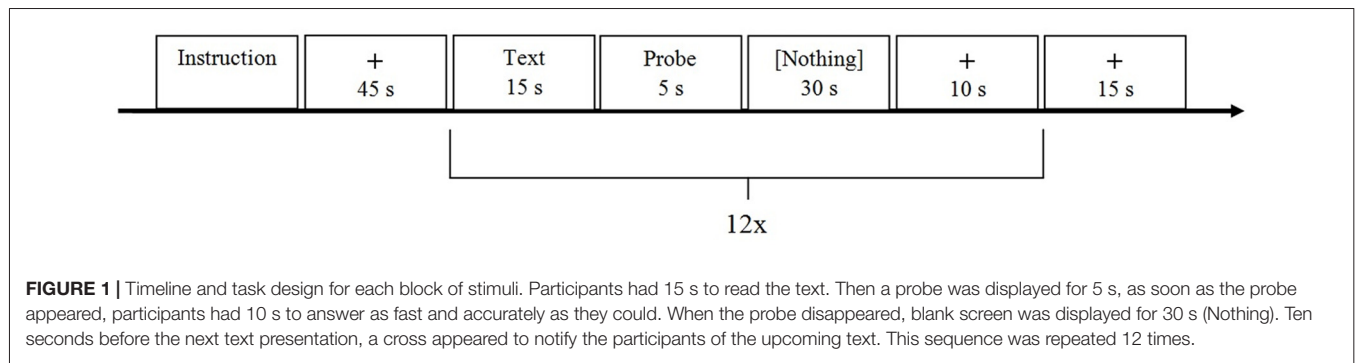 Instruction
+
45 s
Text
15 s
Probe
5 s
[Nothing]
30 s
+
10 s
+
15 s
12x
FIGURE 1 | Timeline and task design for each block of stimuli. Participants had 15 s to read the text. Then a probe was displayed for 5 s, as soon as the probe
appeared, participants had 10 s to answer as fast and accurately as they could. When the probe disappeared, blank screen was displayed for 30 s (Nothing). Ten
seconds before the next text presentation, a cross appeared to notify the participants of the upcoming text. This sequence was repeated 12 times.